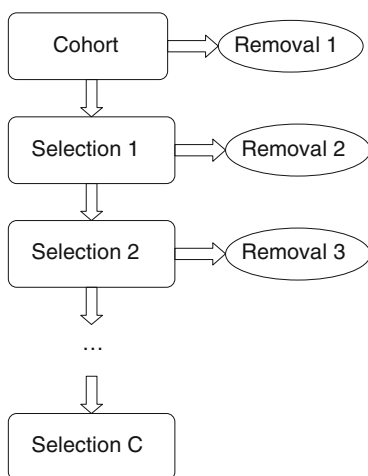 Cohort
Removal 1
Selection 1
Removal 2
Selection 2
Removal 3
...
Selection C